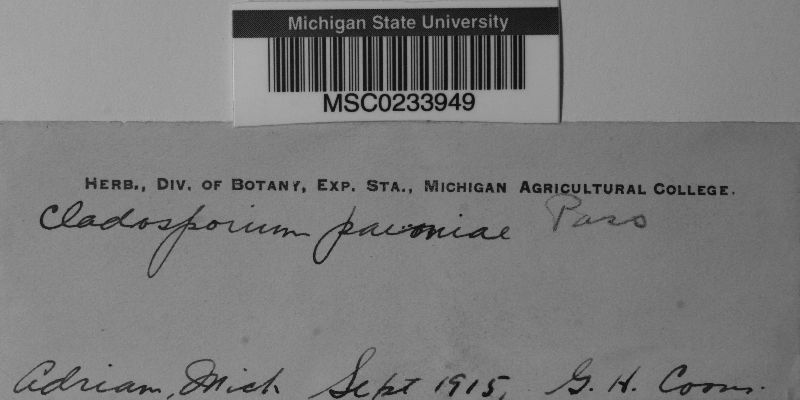 Michigan State University
MSC0233949
HERB., DIV. OF BOTANY, EXP. STA., MICHIGAN AGRICULTURAL COLLEGE.
Cladosporium paeoniae Pass
Adrian, Mich Sept 1915, G. H. Coons.